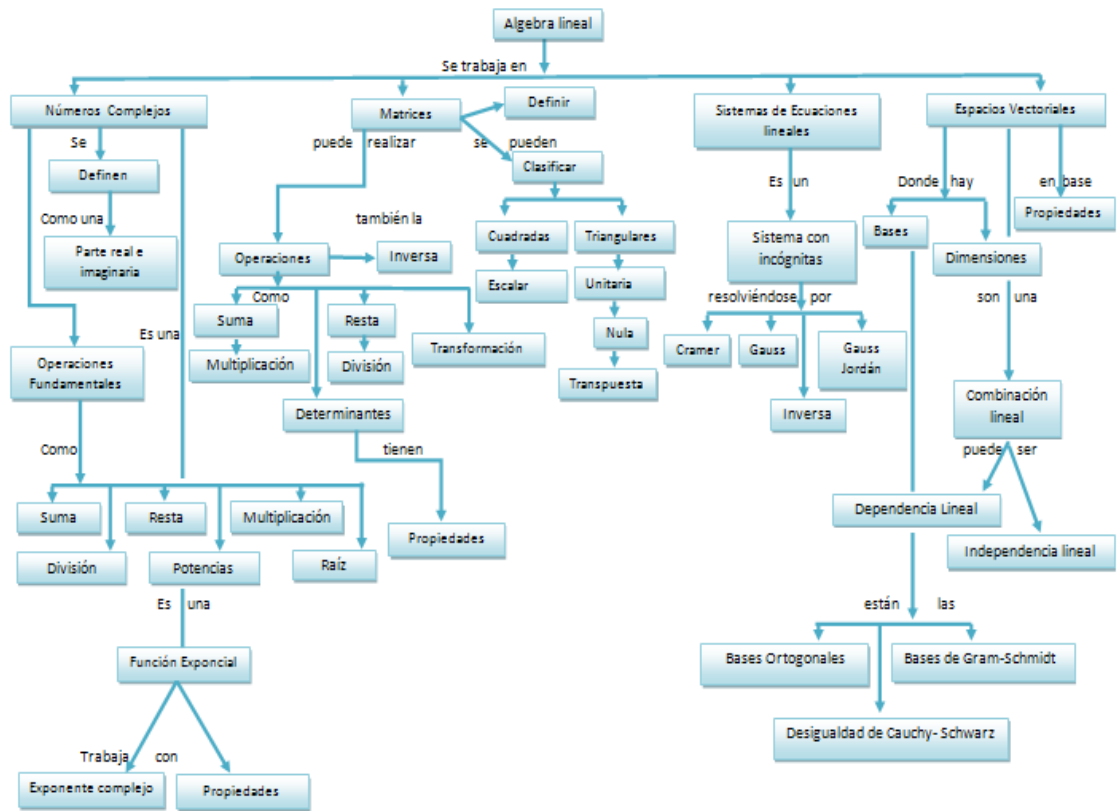 Algebra lineal
Se trabaja en
Números Complejos
Matrices
Definir
Sistemas de Ecuaciones
lineales
Espacios Vectoriales
Se
Definen
Como una
Parte real e
imaginaria
puede realizar
se pueden
Clasificar
Es un
Donde hay
en base
Propiedades
también la
Operaciones
Inversa
Cuadradas
Triangulares
Escalar
Unitaria
Nula
Transpuesta
Sistema con
incógnitas
Bases
Dimensiones
Como
Suma
Resta
Multiplicación
División
Transformación
resolviéndose por
Cramer
Gauss
Gauss
Jordán
Inversa
son una
Es una
Operaciones
Fundamentales
Determinantes
tienen
Propiedades
Combinación
lineal
puede ser
Dependencia Lineal
Independencia lineal
Como
Suma
Resta
Multiplicación
División
Potencias
Raíz
Es una
Función Exponcial
Trabaja con
Exponente complejo
Propiedades
están las
Bases Ortogonales
Bases de Gram-Schmidt
Desigualdad de Cauchy- Schwarz